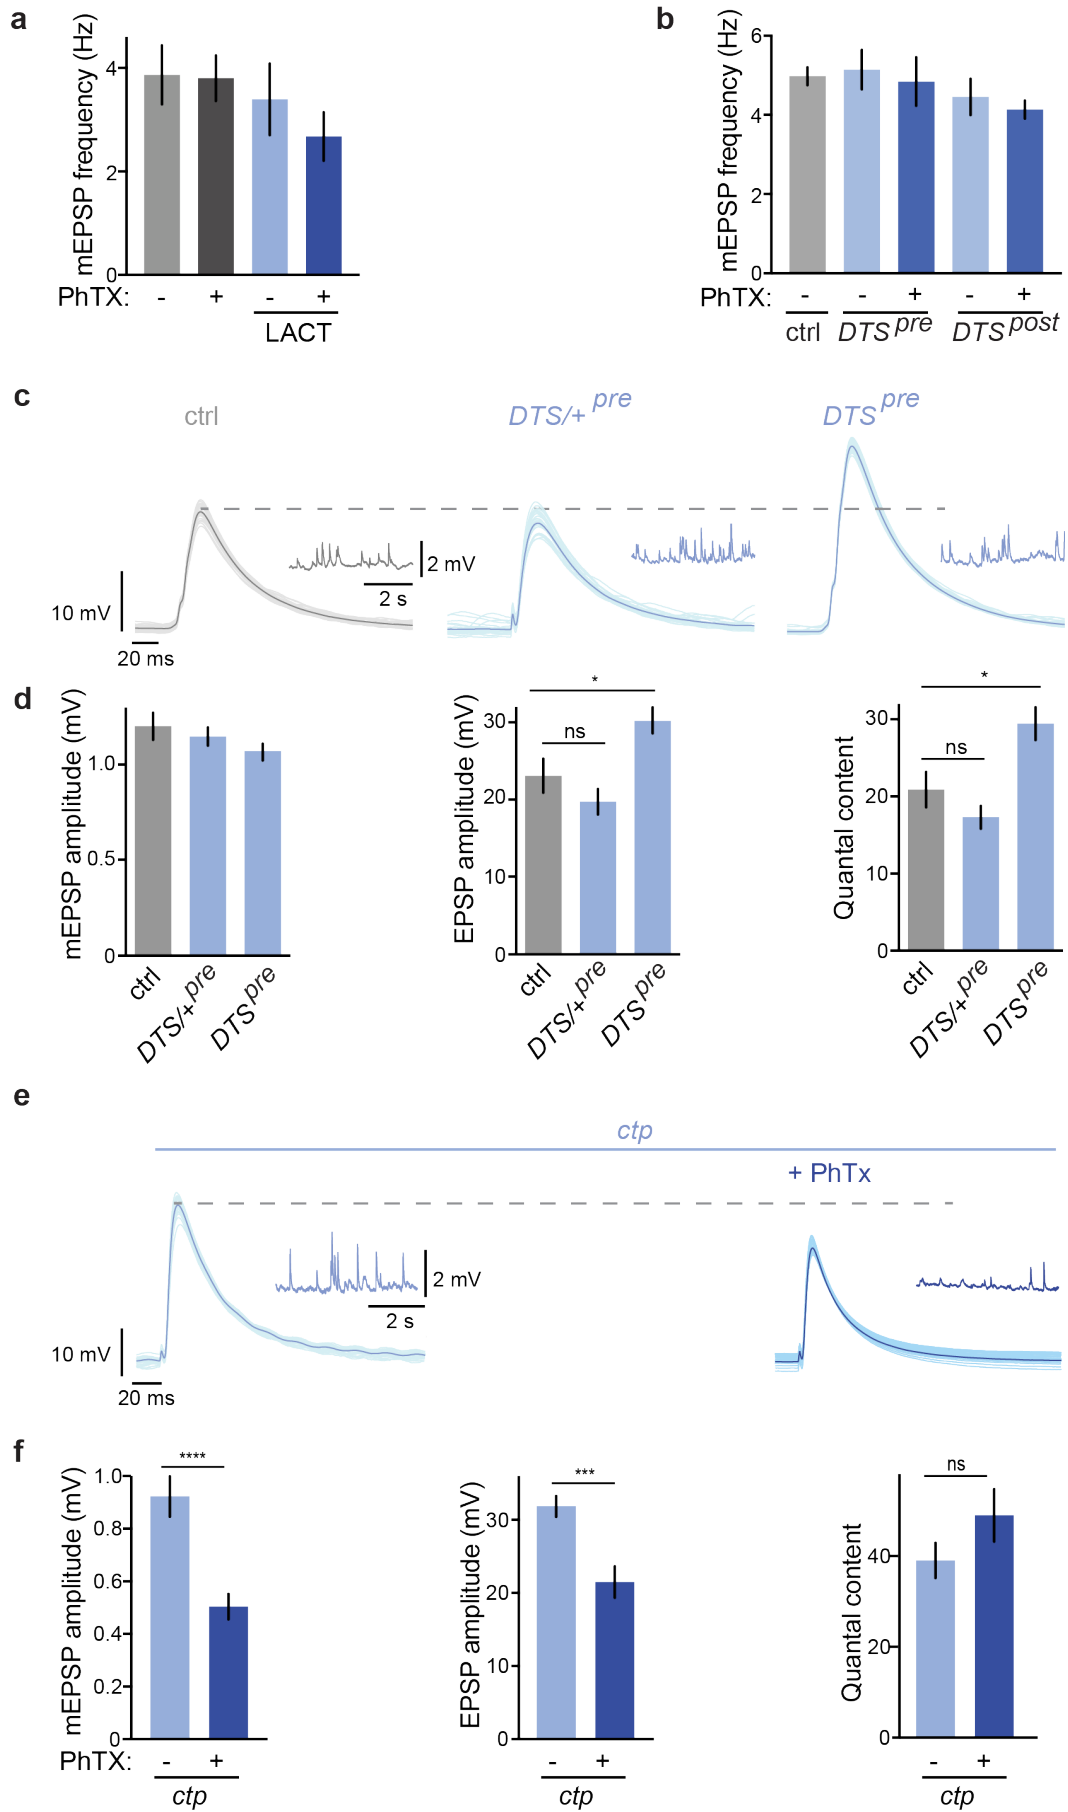 a
mEPSP frequency (Hz)
4
2
0
PhTX: - + - +
LACT
b
mEPSP frequency (Hz)
6
4
2
0
PhTX: - - + - +
ctrl DTS pre DTS post
c
ctrl DTS/+ pre DTS pre
2 mV
2 s
10 mV
20 ms
d
mEPSP amplitude (mV)
1.0
0.5
0
ctrl DTS/+ pre DTS pre
EPSP amplitude (mV)
30
20
10
0
* 
ns
ctrl DTS/+ pre DTS pre
Quantal content
30
20
10
0
*
ns
ctrl DTS/+ pre DTS pre
e
ctp
+ PhTx
2 mV
2 s
10 mV
20 ms
f
mEPSP amplitude (mV)
1.0
0.8
0.6
0.4
0.2
0
****
PhTX: - +
ctp
EPSP amplitude (mV)
30
20
10
0
***
- +
ctp
Quantal content
40
20
0
ns
- +
ctp